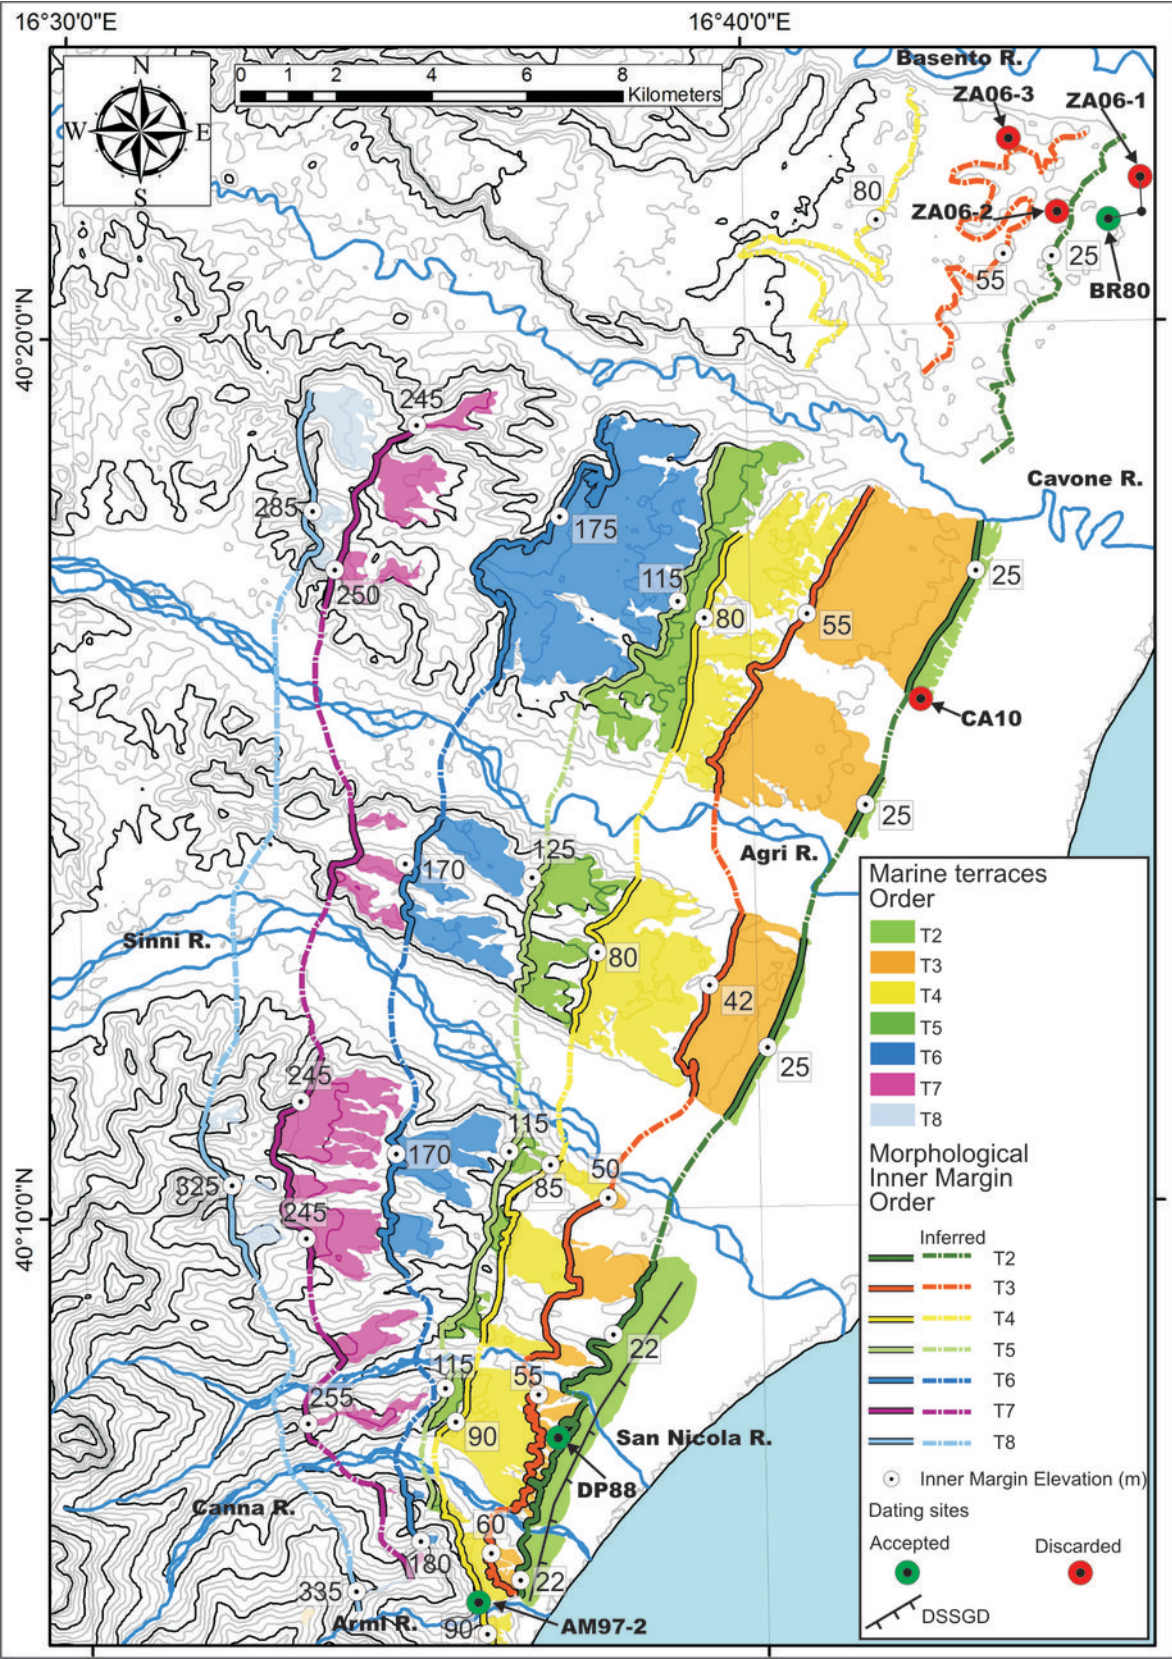 16°30'0"E
16°40'0"E
N
W
E
S
0 1 2 4 6 8
Kilometers
Basento R.
ZA06-3
ZA06-1
80
ZA06-2
25
55
BR80
40°20'0"N
245
Cavone R.
285
175
25
250
115
80
55
CA10
25
125
Agri R.
170
Sinni R.
80
42
25
245
115
170
50
325
85
40°10'0"N
245
22
115
55
255
90
San Nicola R.
DP88
Canna R.
60
180
22
335
Armi R.
90
AM97-2
Marine terraces
Order
T2
T3
T4
T5
T6
T7
T8
Morphological
Inner Margin
Order
Inferred
T2
T3
T4
T5
T6
T7
T8
Inner Margin Elevation (m)
Dating sites
Accepted
Discarded
DSSGD